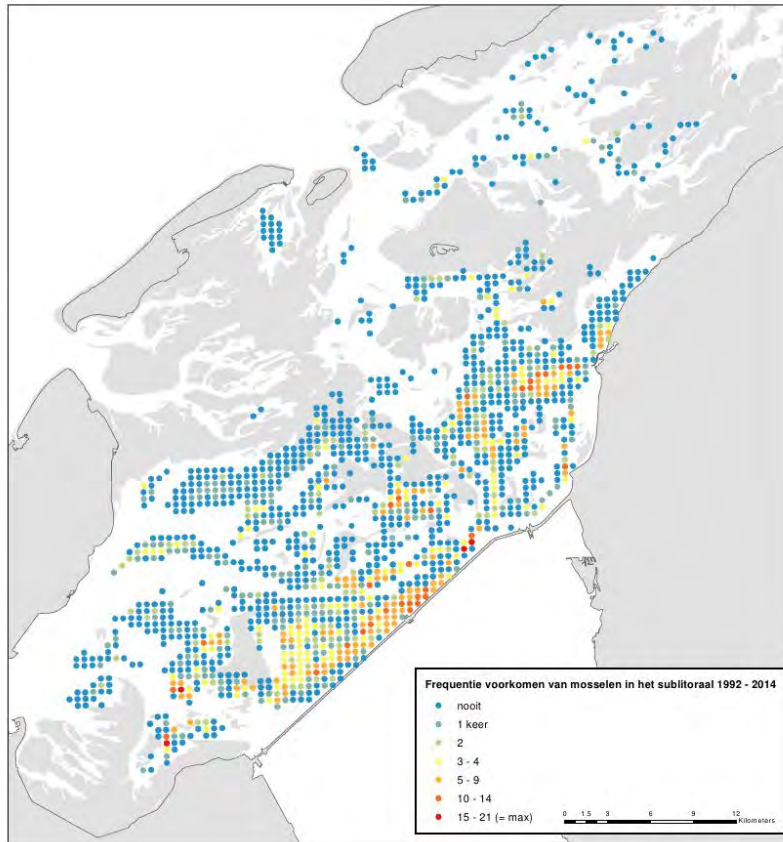 Frequentie voorkomen van mosselen in het sublitoraal 1992 - 2014
nooit
1 keer
2
3 - 4
5 - 9
10 - 14
15 - 21 (= max)
0 1.5 3 6 9 12
Kilometers